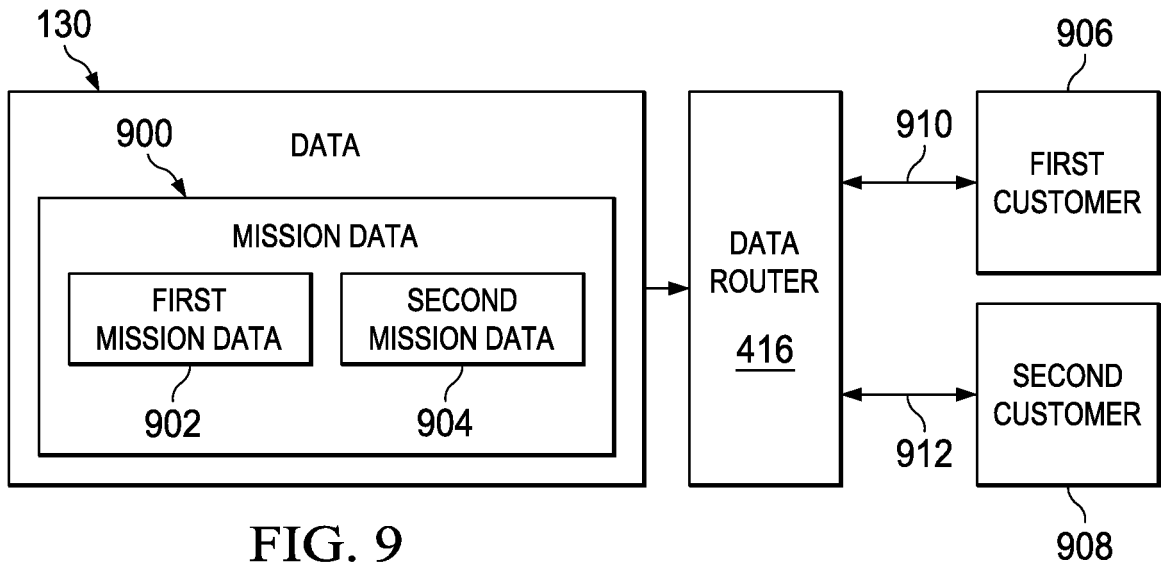 130
906
900
DATA
910
FIRST
CUSTOMER
MISSION DATA
DATA
ROUTER
416
FIRST
MISSION DATA
SECOND
MISSION DATA
902
904
SECOND
CUSTOMER
912
908
FIG. 9